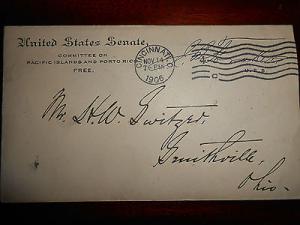 United States Senate,
COMMITTEE ON
PACIFIC ISLANDS AND PORTO RICO
FREE.
CINCINNATI, O.
NOV 14
1906
U.S.S.
Mr. H. W. Switzer,
Smithville,
Ohio.